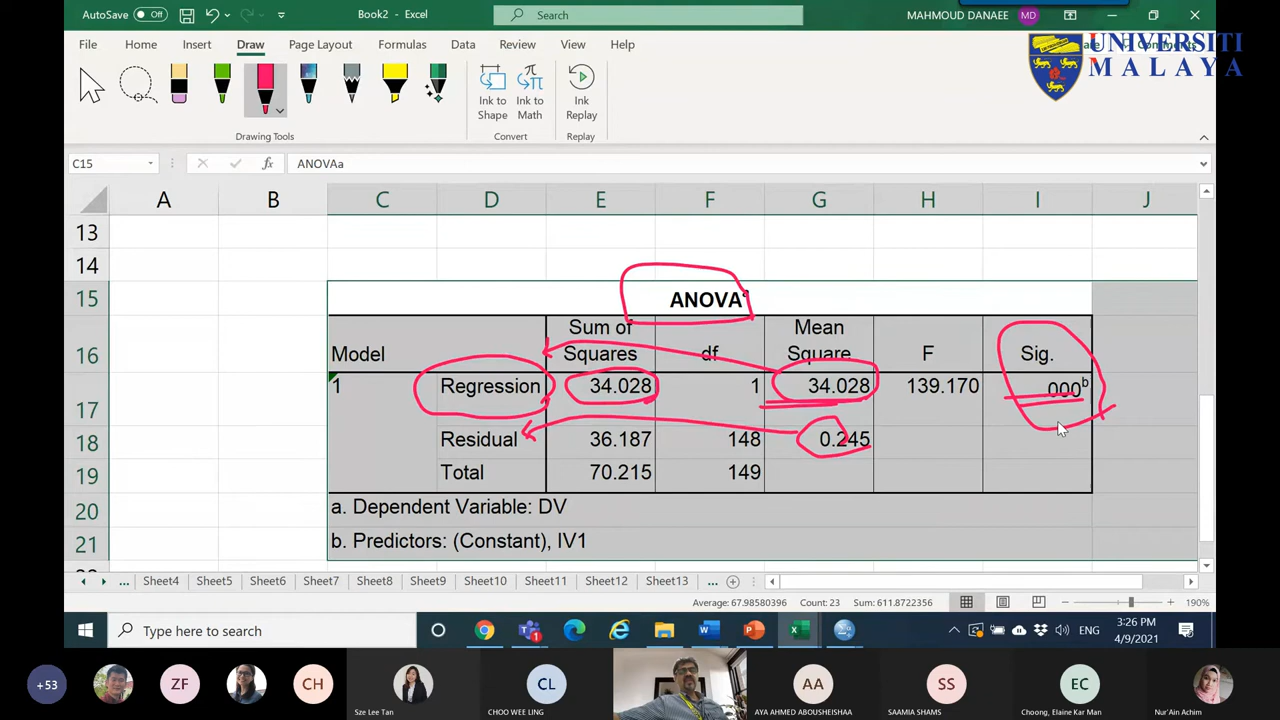 AutoSave Off Book2 - Excel Search MAHMOUD DANAEE MD
File Home Insert Draw Page Layout Formulas Data Review View Help
UNIVERSITI
MALAYA
Ink to Shape
Ink to Math
Ink Replay
Drawing Tools Convert Replay
C15 fx ANOVAa
A B C D E F G H I J
13
14
15 ANOVAa
16 Model Sum of Squares df Mean Square F Sig.
17 1 Regression 34.028 1 34.028 139.170 .000b
18 Residual 36.187 148 0.245
19 Total 70.215 149
20 a. Dependent Variable: DV
21 b. Predictors: (Constant), IV1
... Sheet4 Sheet5 Sheet6 Sheet7 Sheet8 Sheet9 Sheet10 Sheet11 Sheet12 Sheet13 ...
Average: 67.98580396 Count: 23 Sum: 611.8722356 190%
Type here to search 1 ENG 3:26 PM
4/9/2021
+53 ZF CH Sze Lee Tan CL CHOO WEE LING AA AYA AHMED ABOUSHEISHAA SS SAAMIA SHAMS EC Choong, Elaine Kar Man Nur'Ain Achim